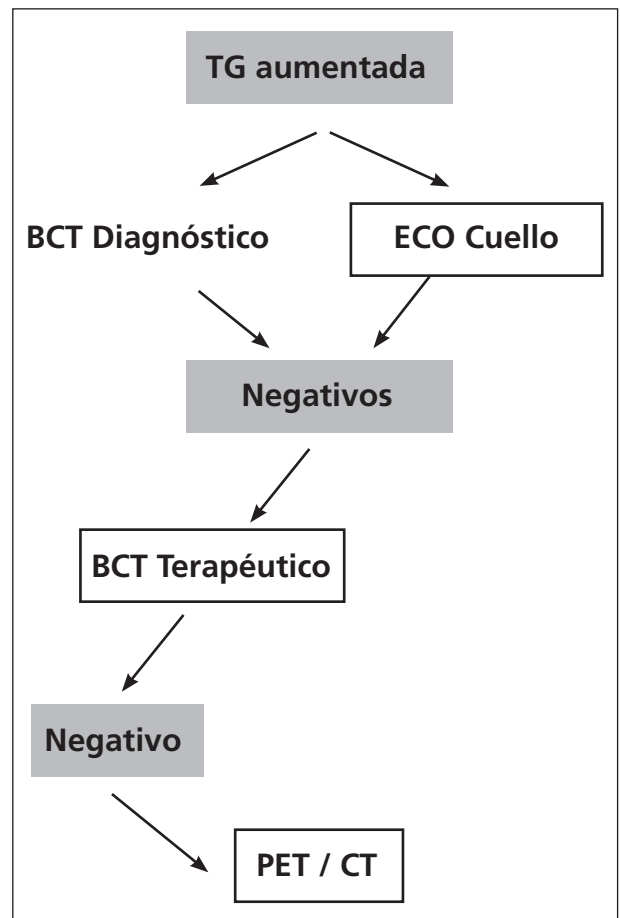 TG aumentada
BCT Diagnóstico
ECO Cuello
Negativos
BCT Terapéutico
Negativo
PET / CT